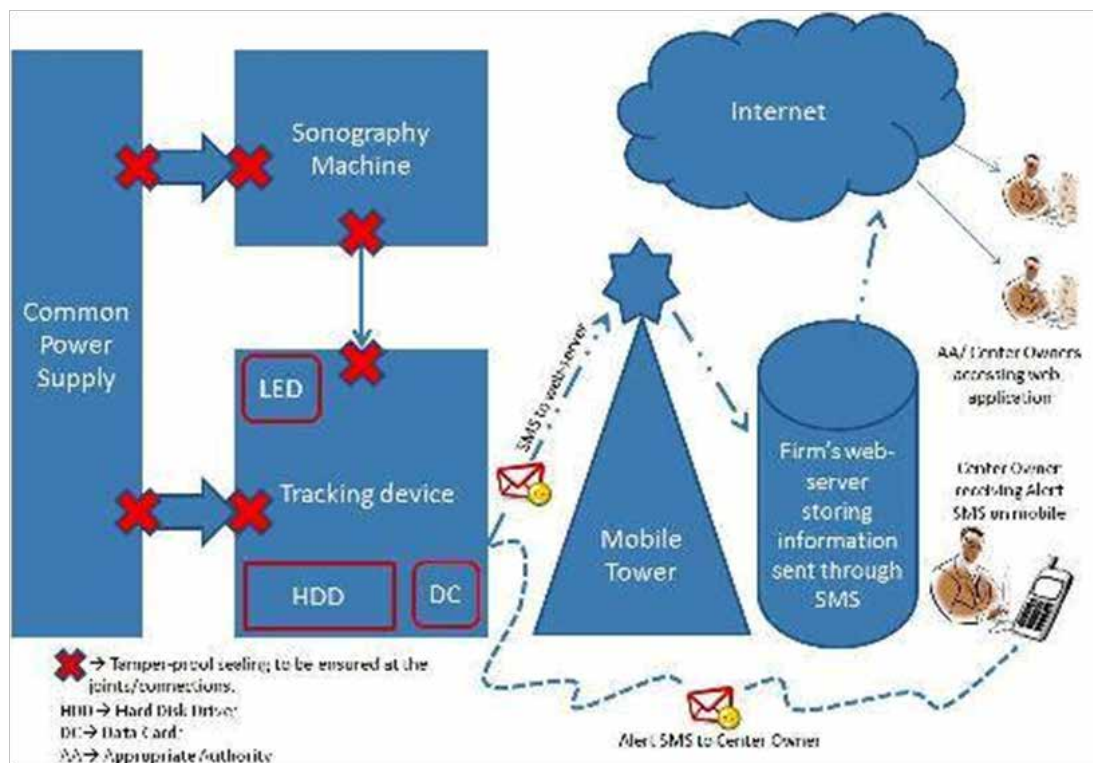 Common
Power
Supply
Sonography
Machine
LED
Tracking device
HDD
DC
SMS to web-server
Mobile
Tower
Internet
Firm's web-
server
storing
information
sent through
SMS
AA/ Center Owners
accessing web
application
Center Owner
receiving Alert
SMS on mobile
Alert SMS to Center Owner
→ Tamper-proof sealing to be ensured at the
joints/connections.
HDD → Hard Disk Drive;
DC → Data Card;
AA → Appropriate Authority